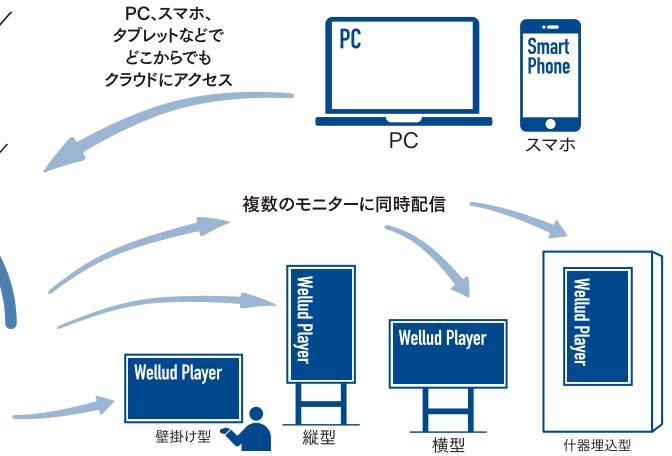 PC、スマホ、
タブレットなどで
どこからでも
クラウドにアクセス
PC
Smart
Phone
PC
スマホ
複数のモニターに同時配信
Wellud Player
Wellud Player
Wellud Player
Wellud Player
壁掛け型
縦型
横型
什器埋込型